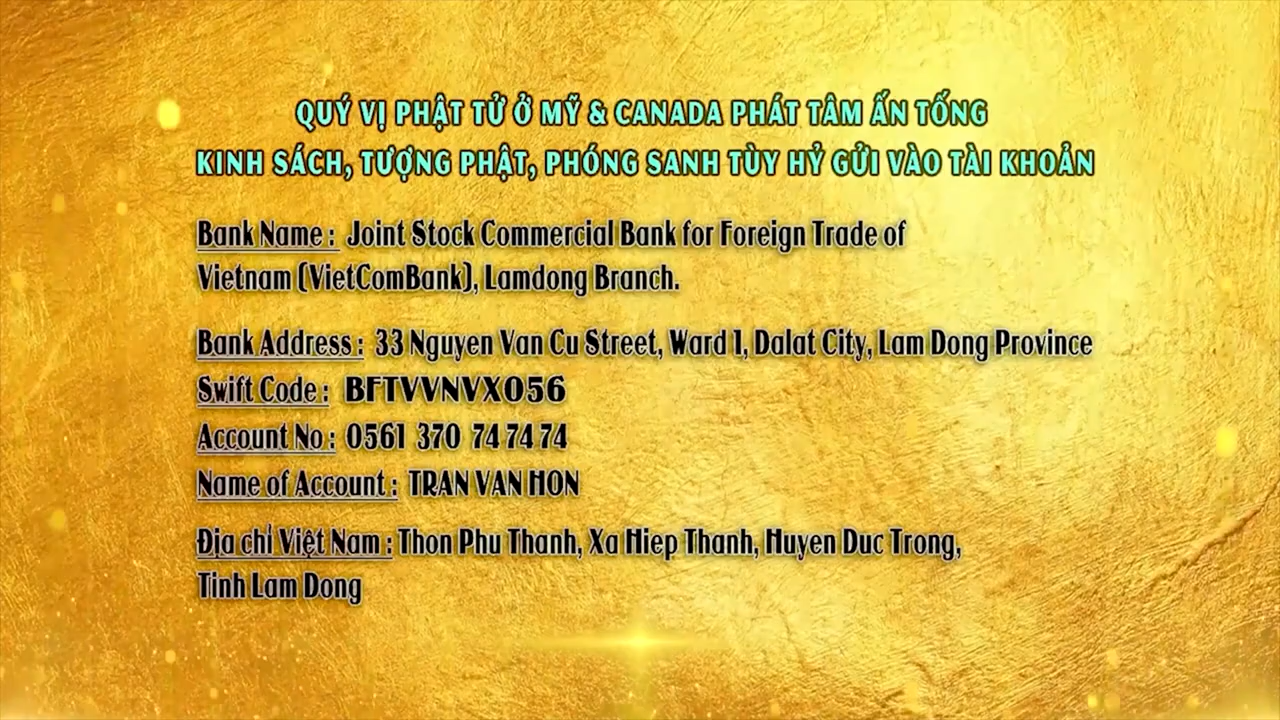 QUÝ VỊ PHẬT TỬ Ở MỸ & CANADA PHÁT TÂM ẤN TỐNG
KINH SÁCH, TƯỢNG PHẬT, PHÓNG SANH TÙY HỶ GỬI VÀO TÀI KHOẢN
Bank Name : Joint Stock Commercial Bank for Foreign Trade of
Vietnam (VietComBank), Lamdong Branch.
Bank Address : 33 Nguyen Van Cu Street, Ward 1, Dalat City, Lam Dong Province
Swift Code : BFTVVNVX056
Account No : 0561 370 74 74 74
Name of Account : TRAN VAN HON
Địa chỉ Việt Nam : Thon Phu Thanh, Xa Hiep Thanh, Huyen Duc Trong,
Tinh Lam Dong